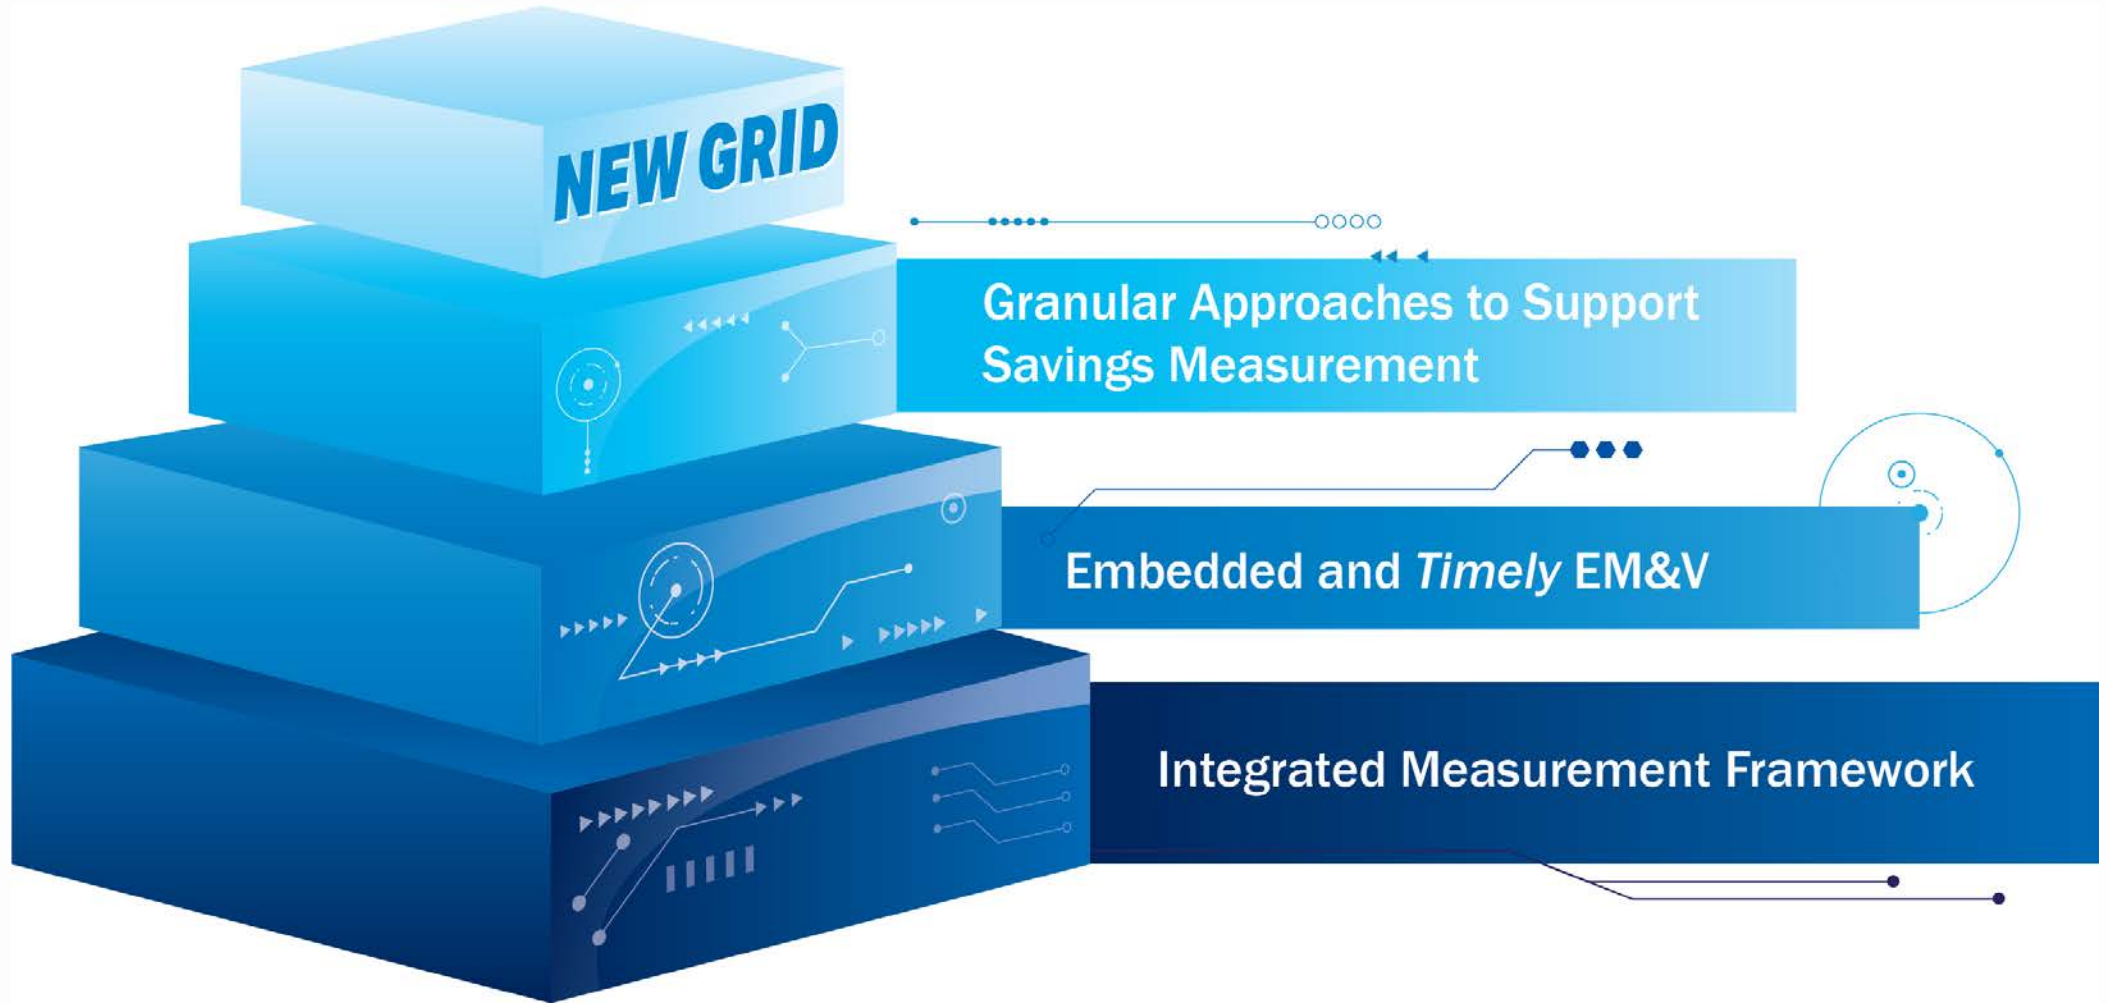 NEW GRID
Granular Approaches to Support
Savings Measurement
Embedded and Timely EM&V
Integrated Measurement Framework